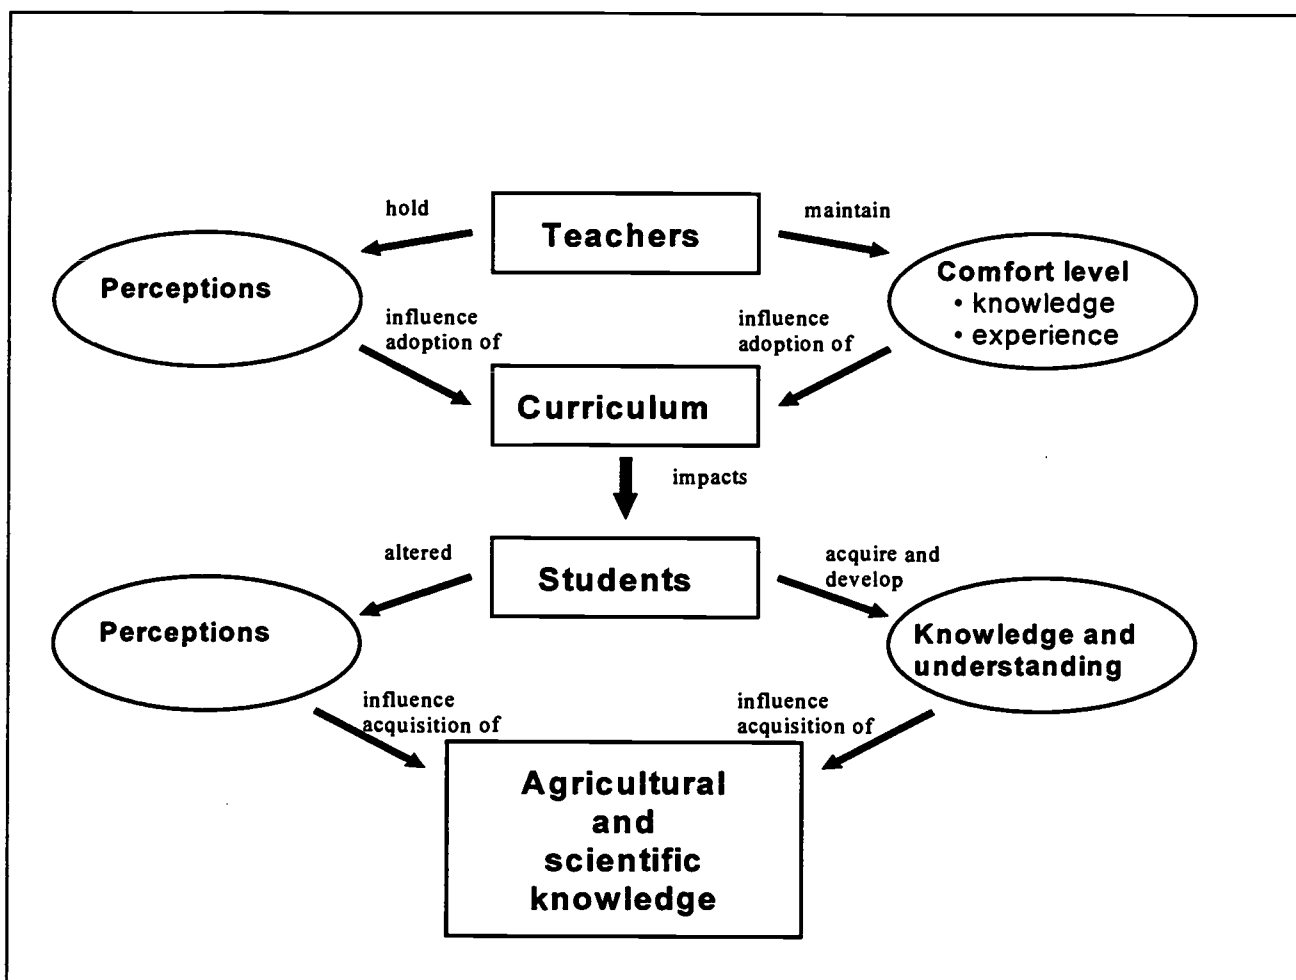 hold
Teachers
maintain
Perceptions
Comfort level
• knowledge
• experience
influence
adoption of
influence
adoption of
Curriculum
impacts
altered
Students
acquire and
develop
Perceptions
Knowledge and
understanding
influence
acquisition of
influence
acquisition of
Agricultural
and
scientific
knowledge